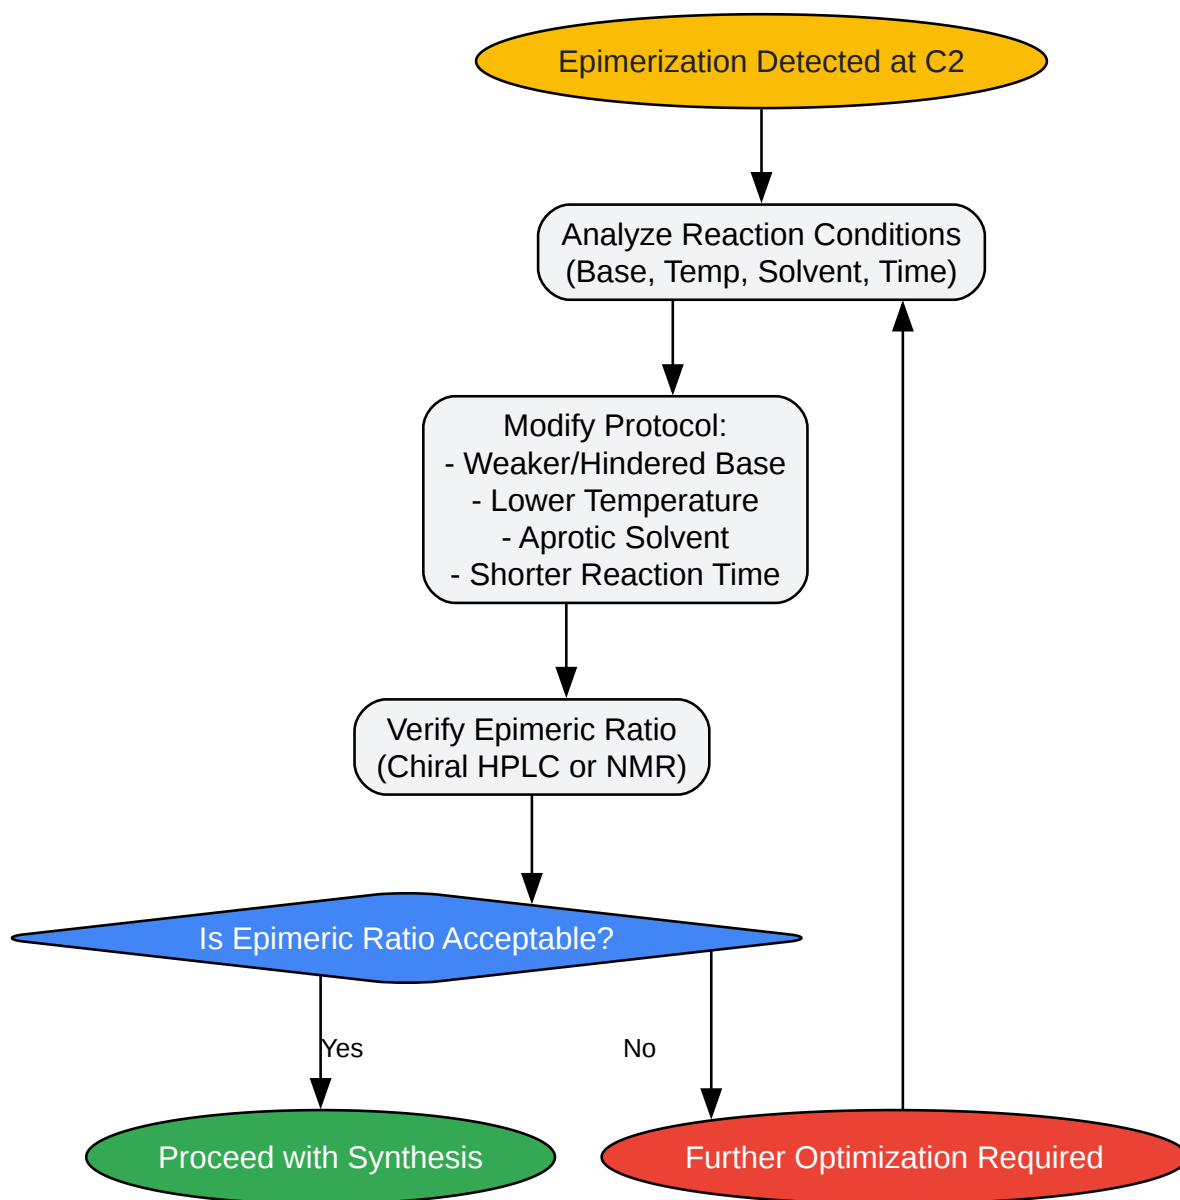 Epimerization Detected at C2
Analyze Reaction Conditions
(Base, Temp, Solvent, Time)
Modify Protocol:
- Weaker/Hindered Base
- Lower Temperature
- Aprotic Solvent
- Shorter Reaction Time
Verify Epimeric Ratio
(Chiral HPLC or NMR)
Is Epimeric Ratio Acceptable?
Yes
No
Proceed with Synthesis
Further Optimization Required